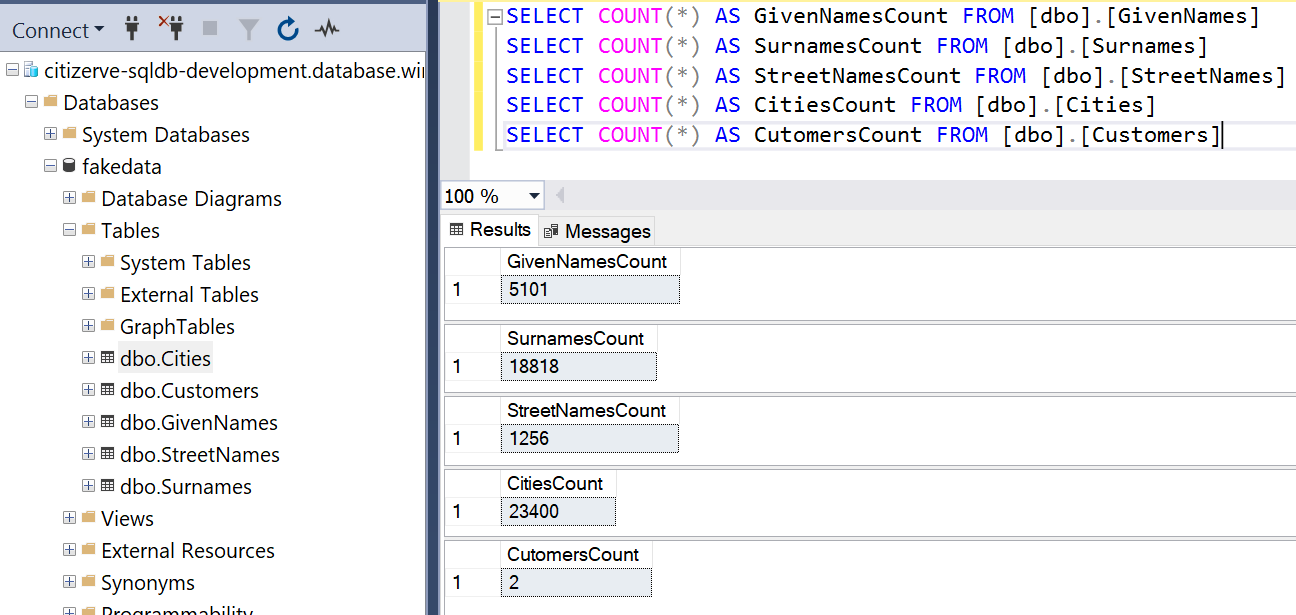 Connect
citizerve-sqldb-development.database.wi
Databases
System Databases
fakedata
Database Diagrams
Tables
System Tables
External Tables
GraphTables
dbo.Cities
dbo.Customers
dbo.GivenNames
dbo.StreetNames
dbo.Surnames
Views
External Resources
Synonyms
Programmability
SELECT COUNT(*) AS GivenNamesCount FROM [dbo].[GivenNames]
SELECT COUNT(*) AS SurnamesCount FROM [dbo].[Surnames]
SELECT COUNT(*) AS StreetNamesCount FROM [dbo].[StreetNames]
SELECT COUNT(*) AS CitiesCount FROM [dbo].[Cities]
SELECT COUNT(*) AS CutomersCount FROM [dbo].[Customers]
100 %
Results Messages
GivenNamesCount
1 5101
SurnamesCount
1 18818
StreetNamesCount
1 1256
CitiesCount
1 23400
CutomersCount
1 2